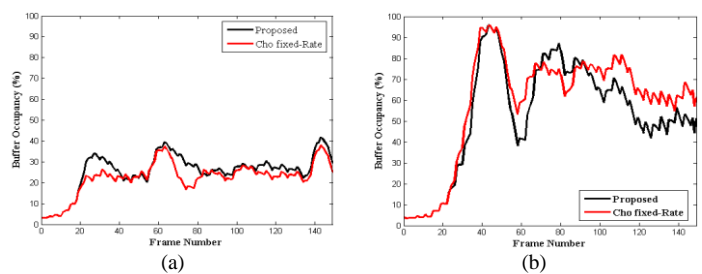 100
90
80
70
60
50
40
30
20
10
0
Buffer Occupancy (%)
Proposed
Cho fixed-Rate
0 20 40 60 80 100 120 140
Frame Number
(a)
100
90
80
70
60
50
40
30
20
10
0
Buffer Occupancy (%)
Proposed
Cho fixed-Rate
0 20 40 60 80 100 120 140
Frame Number
(b)